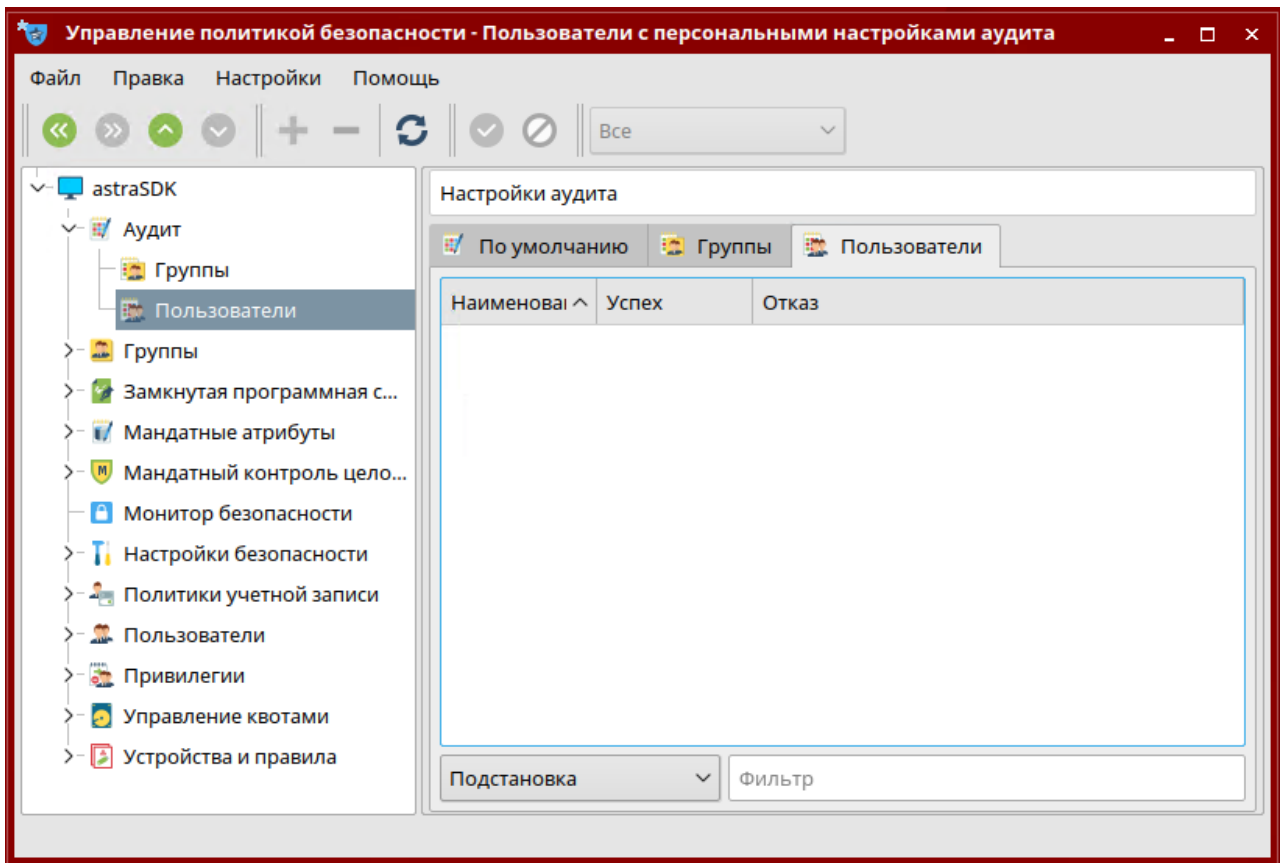 Управление политикой безопасности - Пользователи с персональными настройками аудита
Файл Правка Настройки Помощь
Все
astraSDK
Аудит
Группы
Пользователи
Группы
Замкнутая программная с...
Мандатные атрибуты
Мандатный контроль цело...
Монитор безопасности
Настройки безопасности
Политики учетной записи
Пользователи
Привилегии
Управление квотами
Устройства и правила
Настройки аудита
По умолчанию Группы Пользователи
Наименован Успех Отказ
Подстановка Фильтр